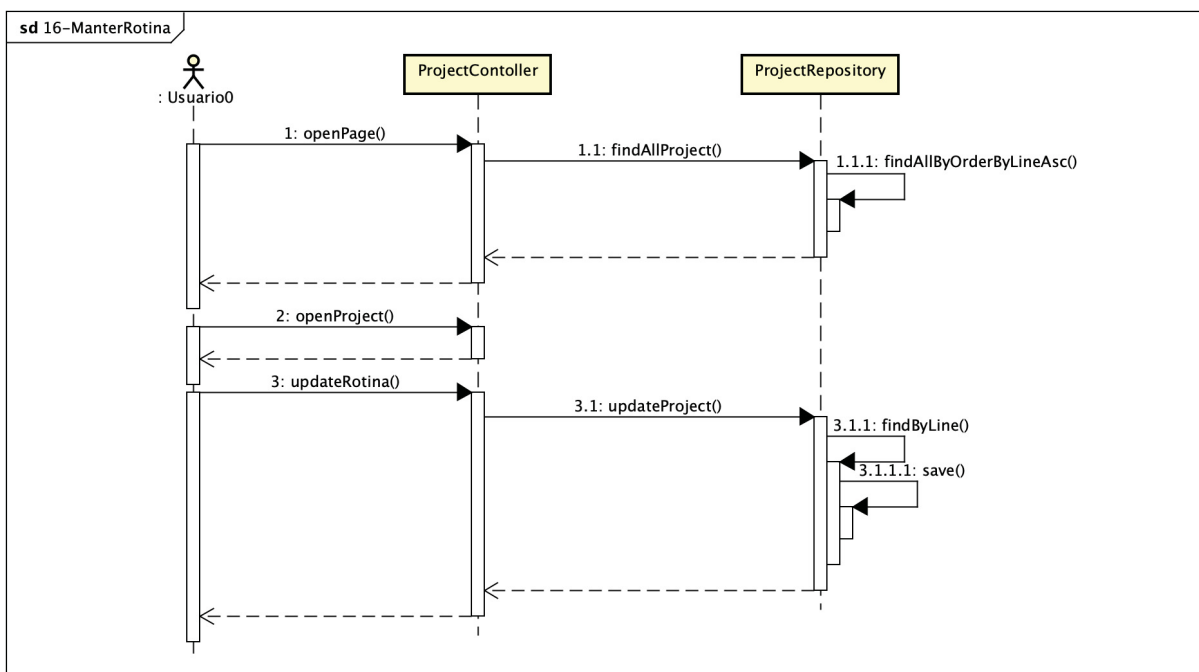 sd 16-ManterRotina
: Usuario0
ProjectContoller
ProjectRepository
1: openPage()
1.1: findAllProject()
1.1.1: findAllByOrderByLineAsc()
2: openProject()
3: updateRotina()
3.1: updateProject()
3.1.1: findByLine()
3.1.1.1: save()